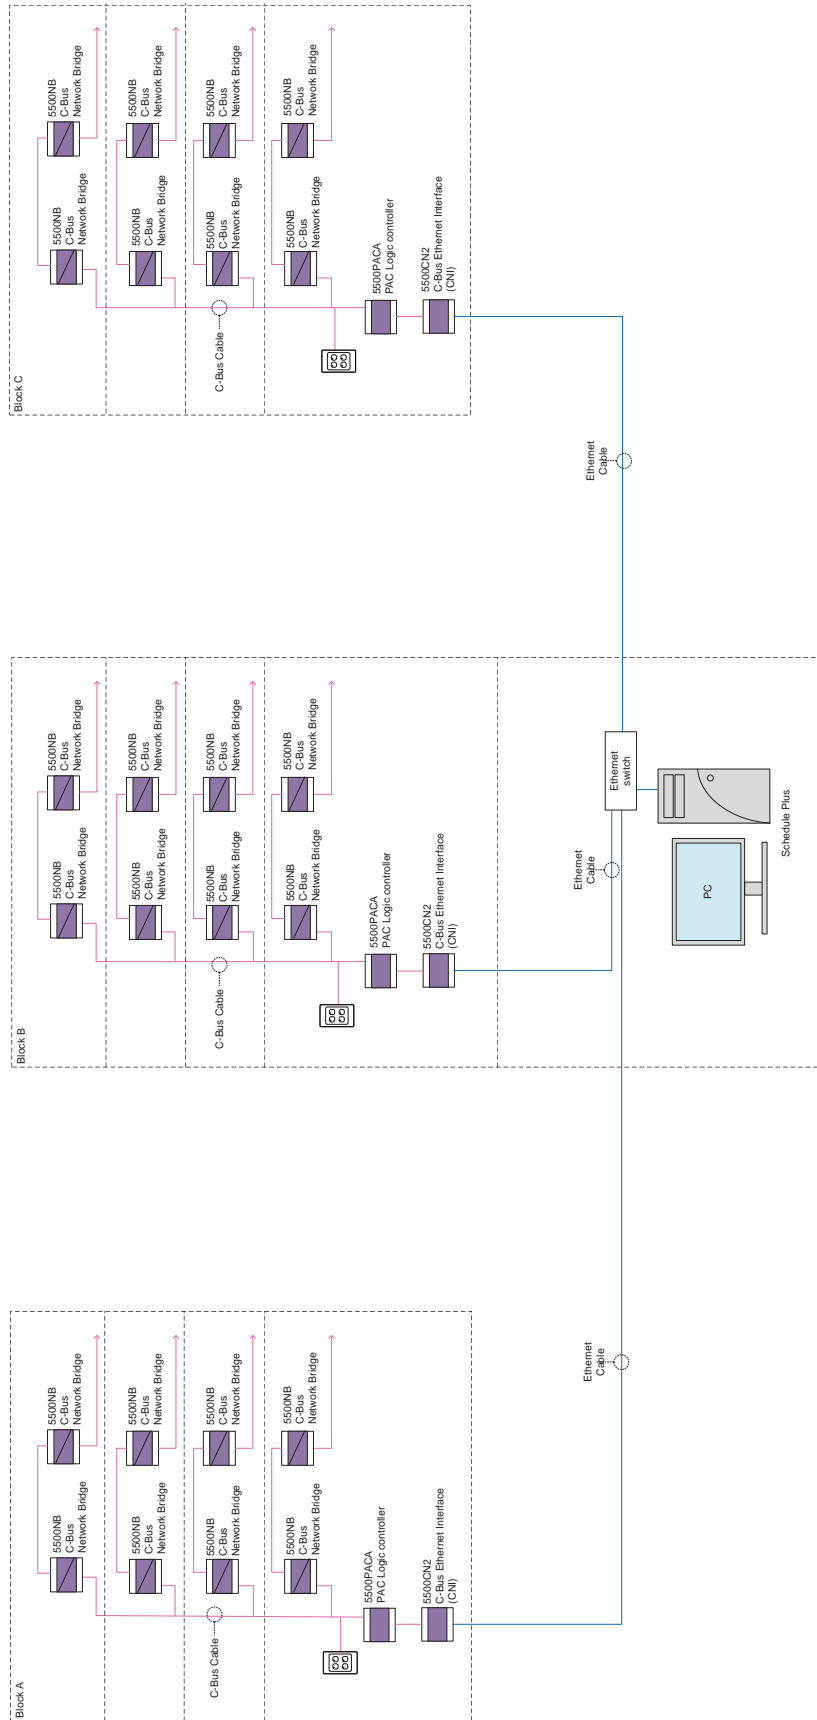 Block A
5500NB
C-Bus
Network Bridge
5500NB
C-Bus
Network Bridge
5500NB
C-Bus
Network Bridge
5500NB
C-Bus
Network Bridge
C-Bus Cable
5500NB
C-Bus
Network Bridge
5500NB
C-Bus
Network Bridge
5500NB
C-Bus
Network Bridge
5500NB
C-Bus
Network Bridge
5500PACA
PAC Logic controller
5500CN2
C-Bus Ethernet Interface
(CNI)
Ethernet
Cable
Block B
5500NB
C-Bus
Network Bridge
5500NB
C-Bus
Network Bridge
5500NB
C-Bus
Network Bridge
5500NB
C-Bus
Network Bridge
C-Bus Cable
5500NB
C-Bus
Network Bridge
5500NB
C-Bus
Network Bridge
5500NB
C-Bus
Network Bridge
5500NB
C-Bus
Network Bridge
5500PACA
PAC Logic controller
5500CN2
C-Bus Ethernet Interface
(CNI)
Ethernet
Cable
Ethernet
switch
PC
Schedule Plus
Block C
5500NB
C-Bus
Network Bridge
5500NB
C-Bus
Network Bridge
5500NB
C-Bus
Network Bridge
5500NB
C-Bus
Network Bridge
C-Bus Cable
5500NB
C-Bus
Network Bridge
5500NB
C-Bus
Network Bridge
5500NB
C-Bus
Network Bridge
5500NB
C-Bus
Network Bridge
5500PACA
PAC Logic controller
5500CN2
C-Bus Ethernet Interface
(CNI)
Ethernet
Cable